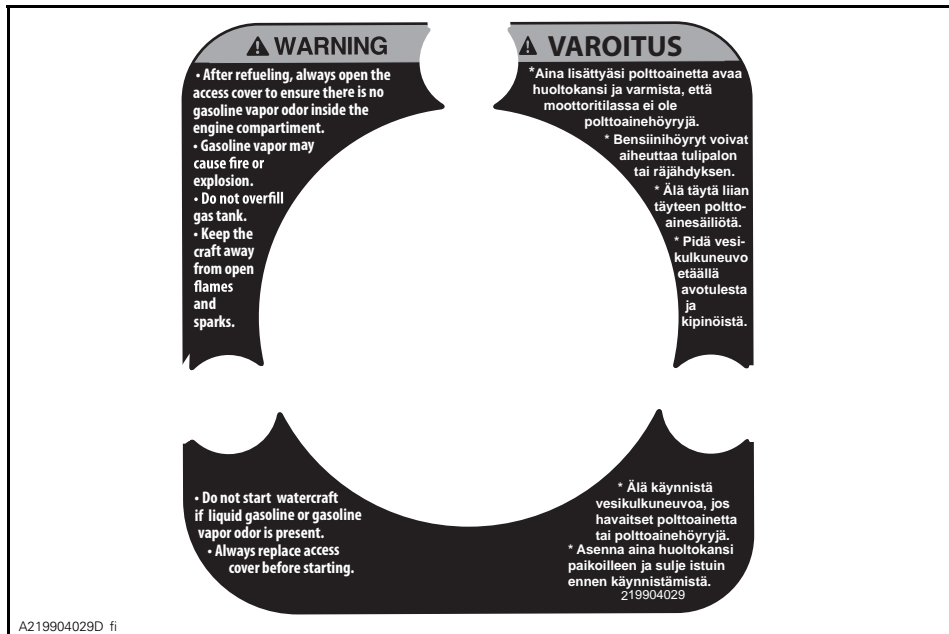 WARNING
• After refueling, always open the
access cover to ensure there is no
gasoline vapor odor inside the
engine compartiment.
• Gasoline vapor may
cause fire or
explosion.
• Do not overfill
gas tank.
• Keep the
craft away
from open
flames
and
sparks.
VAROITUS
*Aina lisättyäsi polttoainetta avaa
huoltokansi ja varmista, että
moottoritilassa ei ole
polttoainehöyryjä.
* Bensiinihöyryt voivat
aiheuttaa tulipalon
tai räjähdyksen.
* Älä täytä liian
täyteen poltto-
ainesäiliötä.
* Pidä vesi-
kulkuneuvo
etäällä
avotulesta
ja
kipinöistä.
• Do not start watercraft
if liquid gasoline or gasoline
vapor odor is present.
• Always replace access
cover before starting.
* Älä käynnistä
vesikulkuneuvoa, jos
havaitset polttoainetta
tai polttoainehöyryjä.
* Asenna aina huoltokansi
paikoilleen ja sulje istuin
ennen käynnistämistä.
219904029
A219904029D fi